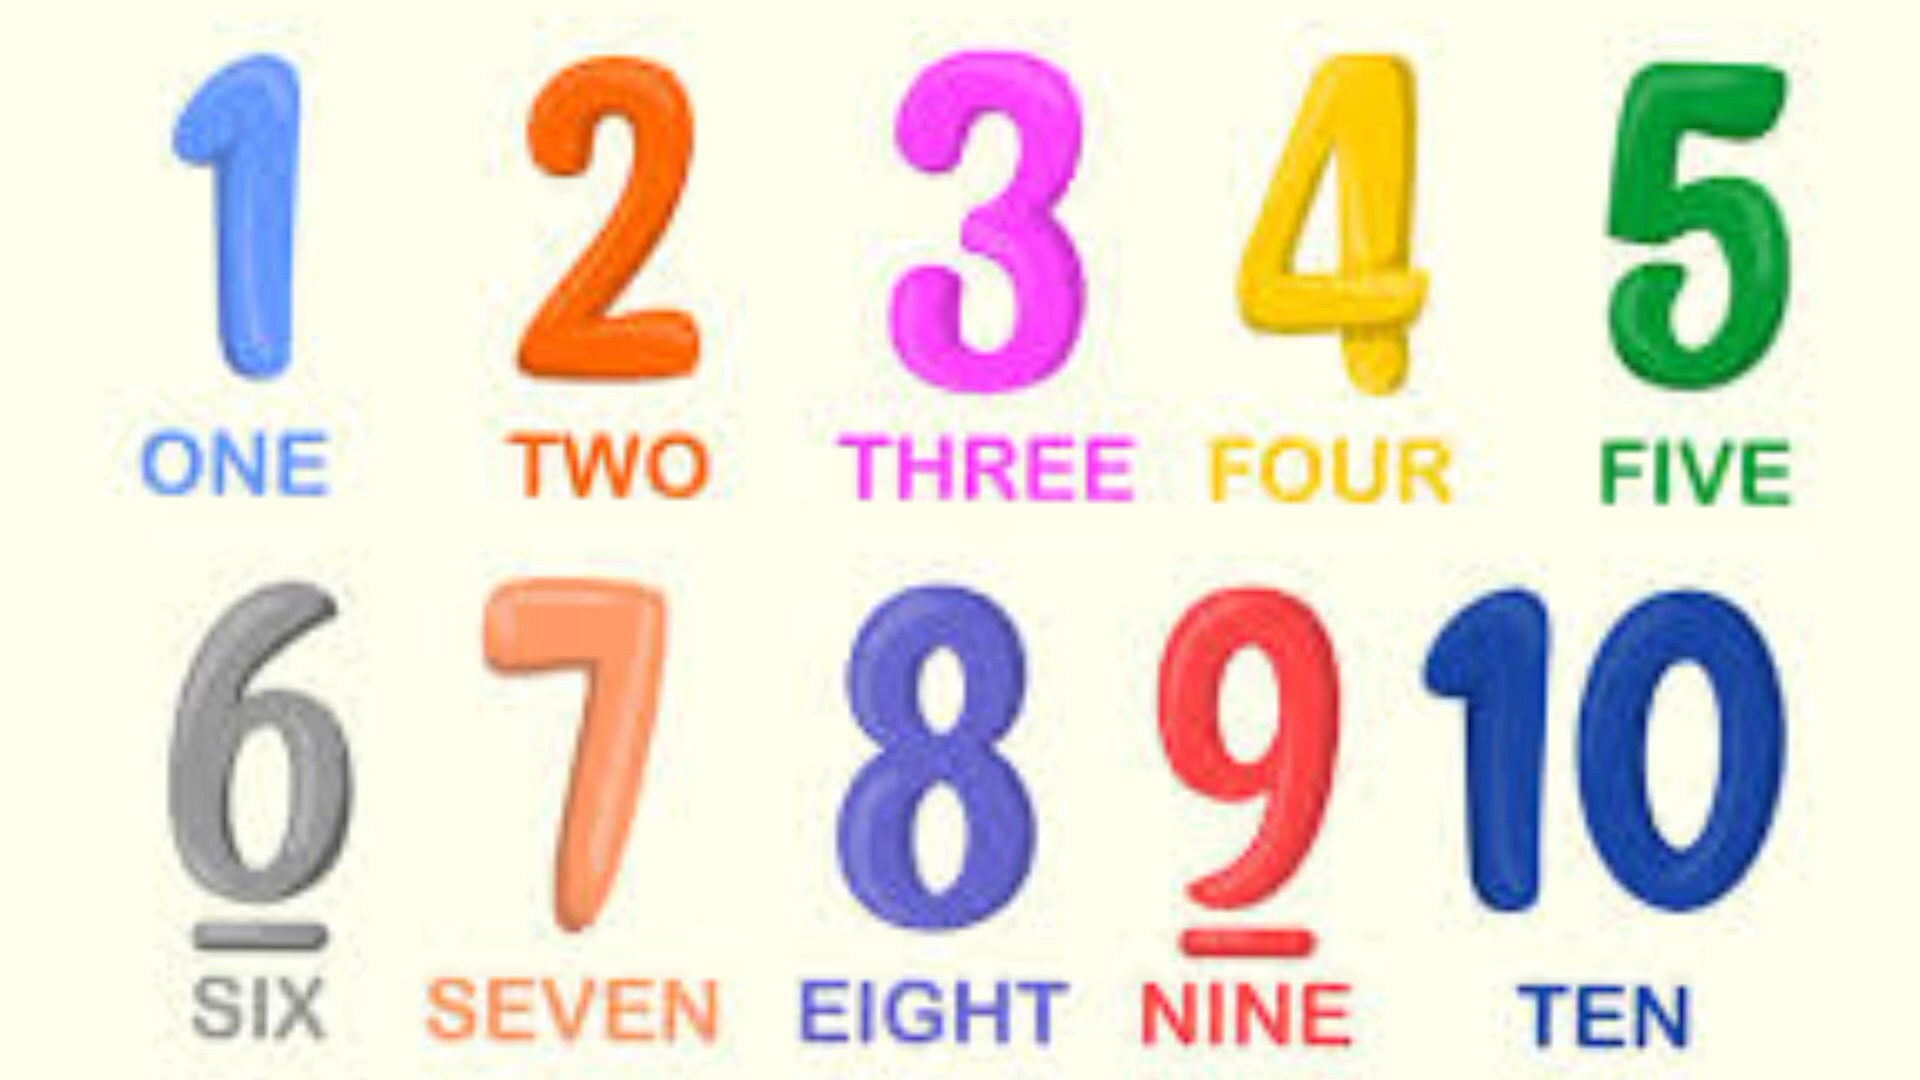 1 2 3 4 5
ONE TWO THREE FOUR FIVE
6 7 8 9 10
SIX SEVEN EIGHT NINE TEN